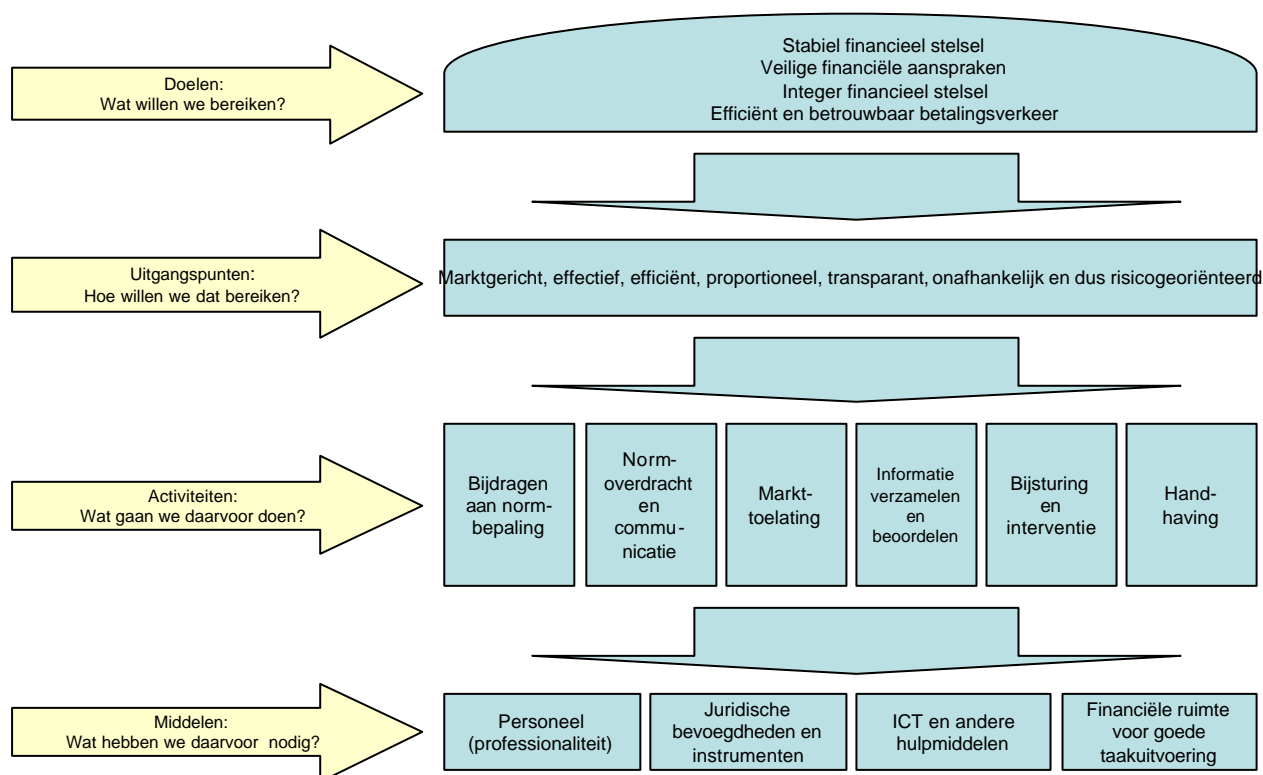 Doelen:
Wat willen we bereiken?
Stabiel financieel stelsel
Veilige financiële aanspraken
Integer financieel stelsel
Efficiënt en betrouwbaar betalingsverkeer
Uitgangspunten:
Hoe willen we dat bereiken?
Marktgericht, effectief, efficiënt, proportioneel, transparant, onafhankelijk en dus risicogeoriënteerd
Activiteiten:
Wat gaan we daarvoor doen?
Bijdragen
aan norm-
bepaling
Norm-
overdracht
en
commu-
nicatie
Markt-
toelating
Informatie
verzamelen
en
beoordelen
Bijsturing
en
interventie
Hand-
having
Middelen:
Wat hebben we daarvoor nodig?
Personeel
(professionaliteit)
Juridische
bevoegdheden en
instrumenten
ICT en andere
hulpmiddelen
Financiële ruimte
voor goede
taakuitvoering